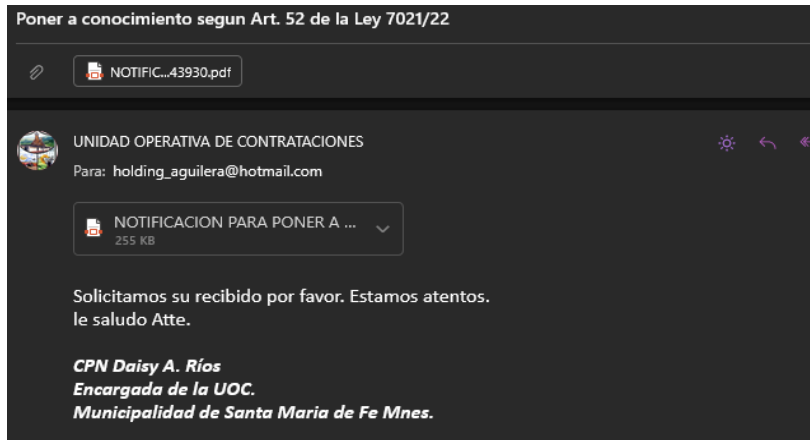 Poner a conocimiento segun Art. 52 de la Ley 7021/22
NOTIFIC...43930.pdf
UNIDAD OPERATIVA DE CONTRATACIONES
Para: holding_aguilera@hotmail.com
NOTIFICACION PARA PONER A ...
255 KB
Solicitamos su recibido por favor. Estamos atentos.
le saludo Atte.
CPN Daisy A. Ríos
Encargada de la UOC.
Municipalidad de Santa Maria de Fe Mnes.